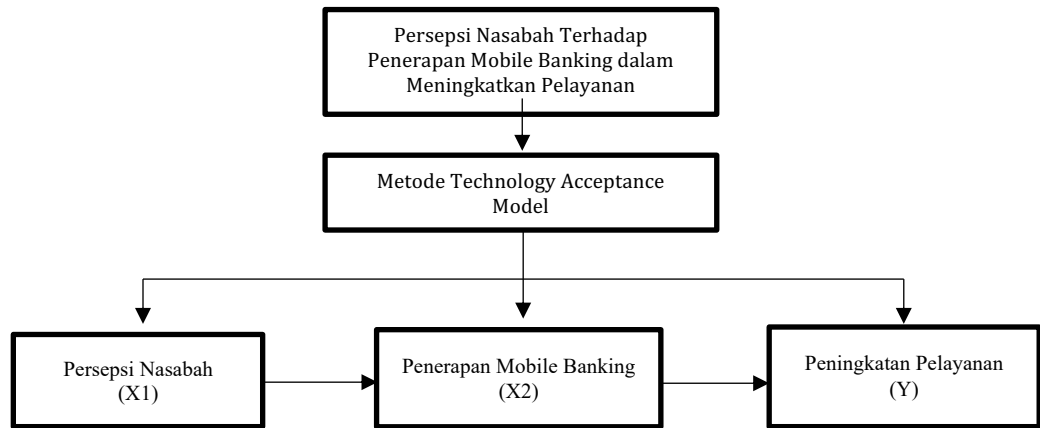 Persepsi Nasabah Terhadap
Penerapan Mobile Banking dalam
Meningkatkan Pelayanan
Metode Technology Acceptance
Model
Persepsi Nasabah
(X1)
Penerapan Mobile Banking
(X2)
Peningkatan Pelayanan
(Y)